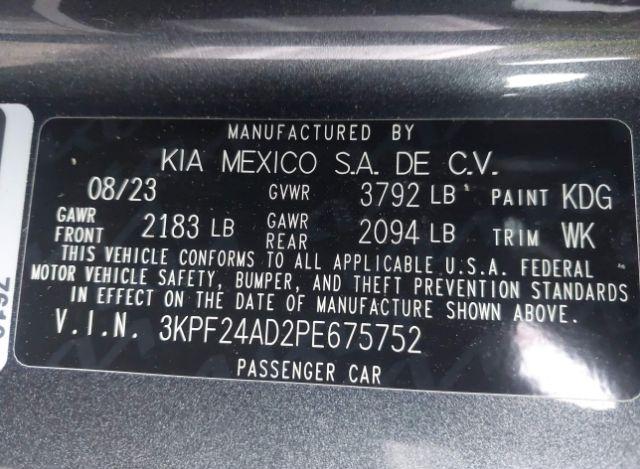 MANUFACTURED BY
KIA MEXICO S.A. DE C.V.
08/23 GVWR 3792 LB PAINT KDG
GAWR FRONT 2183 LB GAWR REAR 2094 LB TRIM WK
THIS VEHICLE CONFORMS TO ALL APPLICABLE U.S.A. FEDERAL
MOTOR VEHICLE SAFETY, BUMPER, AND THEFT PREVENTION STANDARDS
IN EFFECT ON THE DATE OF MANUFACTURE SHOWN ABOVE.
V.I.N. 3KPF24AD2PE675752
PASSENGER CAR